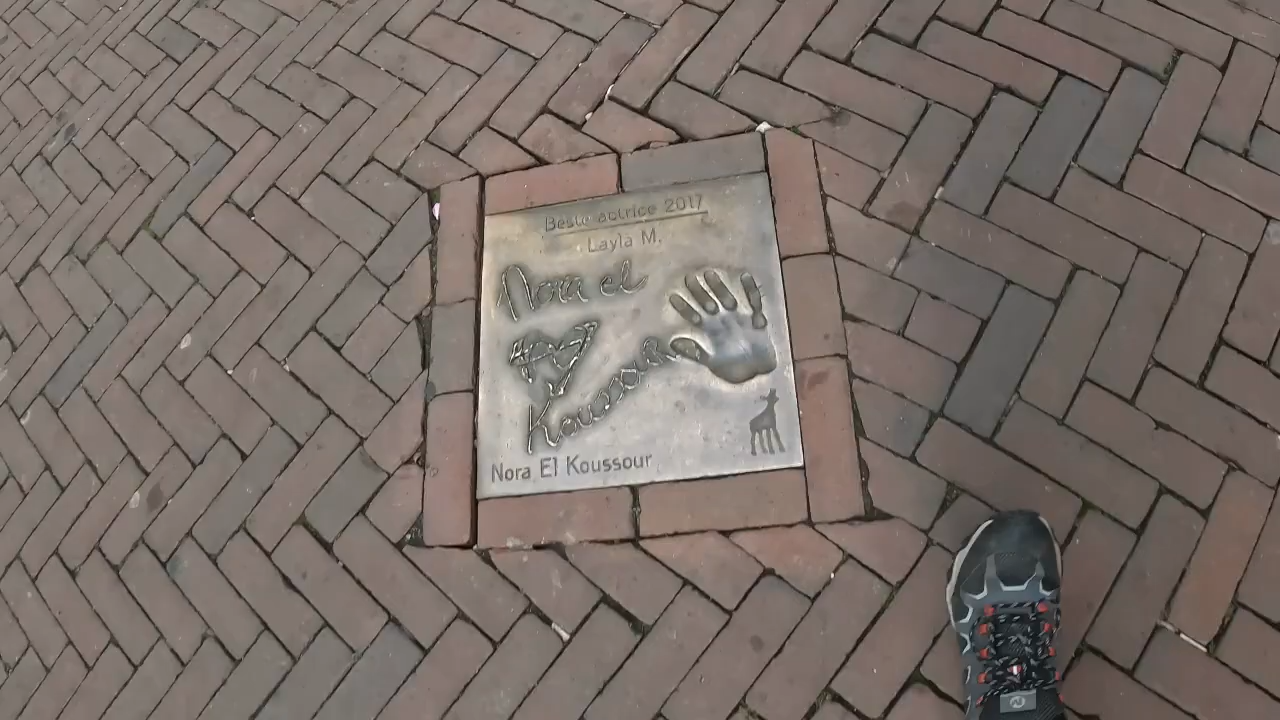 Beste actrice 2017
Layla M.
Nora el
Koussour
Nora El Koussour